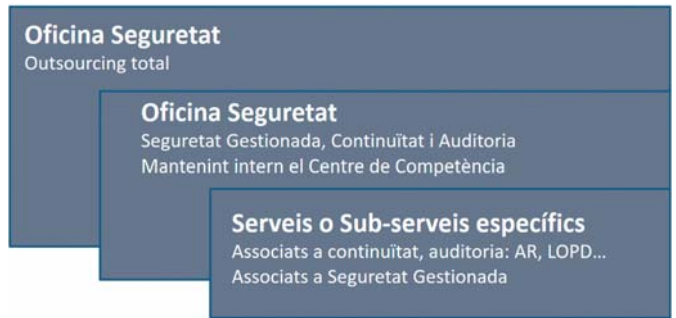 Oficina Seguretat
Outsourcing total
Oficina Seguretat
Seguretat Gestionada, Continuïtat i Auditoria
Mantenint intern el Centre de Competència
Serveis o Sub-serveis específics
Associats a continuïtat, auditoria: AR, LOPD...
Associats a Seguretat Gestionada